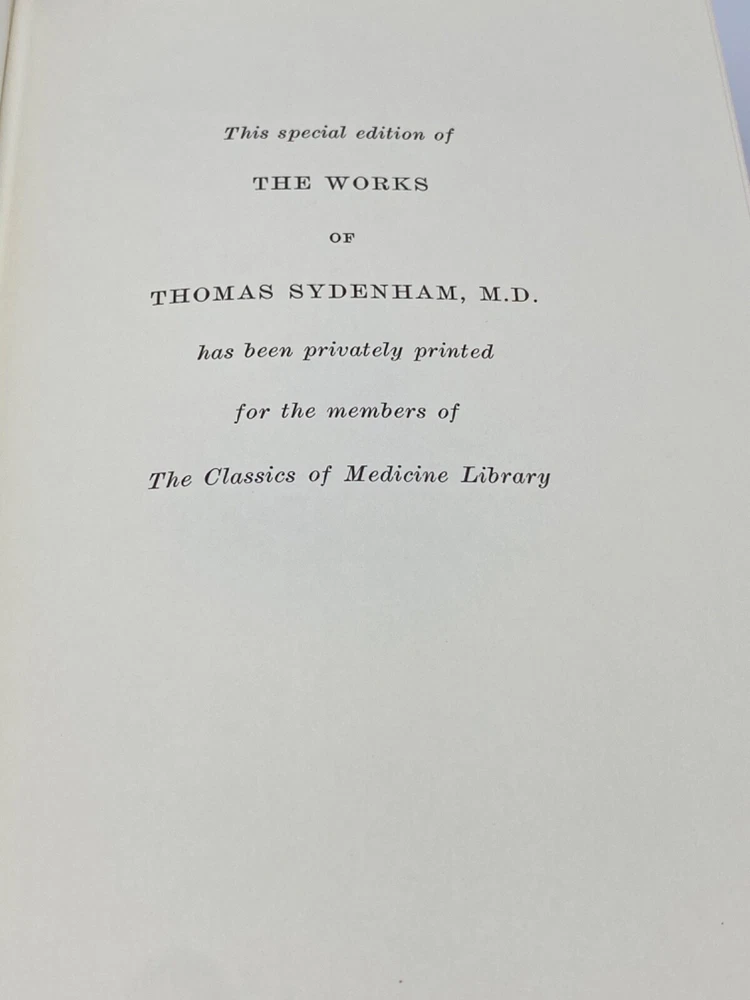 This special edition of
THE WORKS
OF
THOMAS SYDENHAM, M.D.
has been privately printed
for the members of
The Classics of Medicine Library